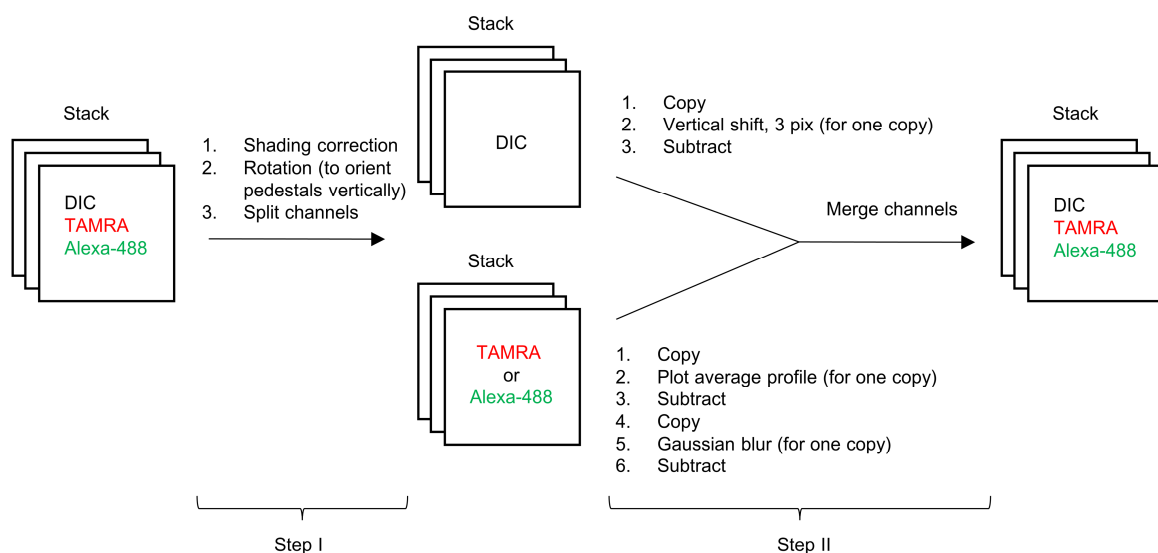 Stack
DIC
TAMRA
Alexa-488
1. Shading correction
2. Rotation (to orient
pedestals vertically)
3. Split channels
Stack
DIC
Stack
TAMRA
or
Alexa-488
1. Copy
2. Vertical shift, 3 pix (for one copy)
3. Subtract
1. Copy
2. Plot average profile (for one copy)
3. Subtract
4. Copy
5. Gaussian blur (for one copy)
6. Subtract
Merge channels
Stack
DIC
TAMRA
Alexa-488
Step I
Step II